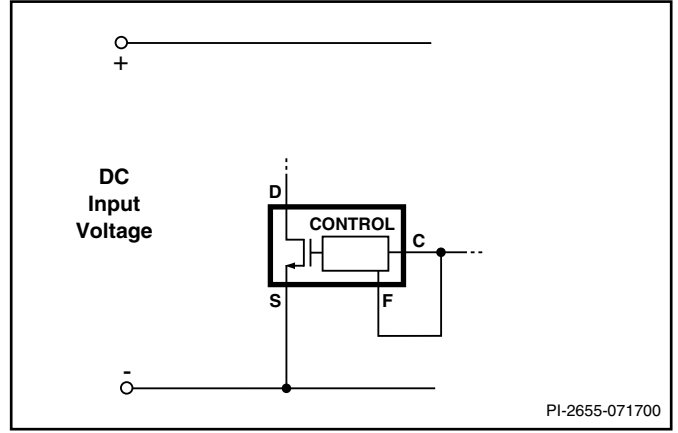 +
DC
Input
Voltage
D
CONTROL
C
S
F
-
PI-2655-071700